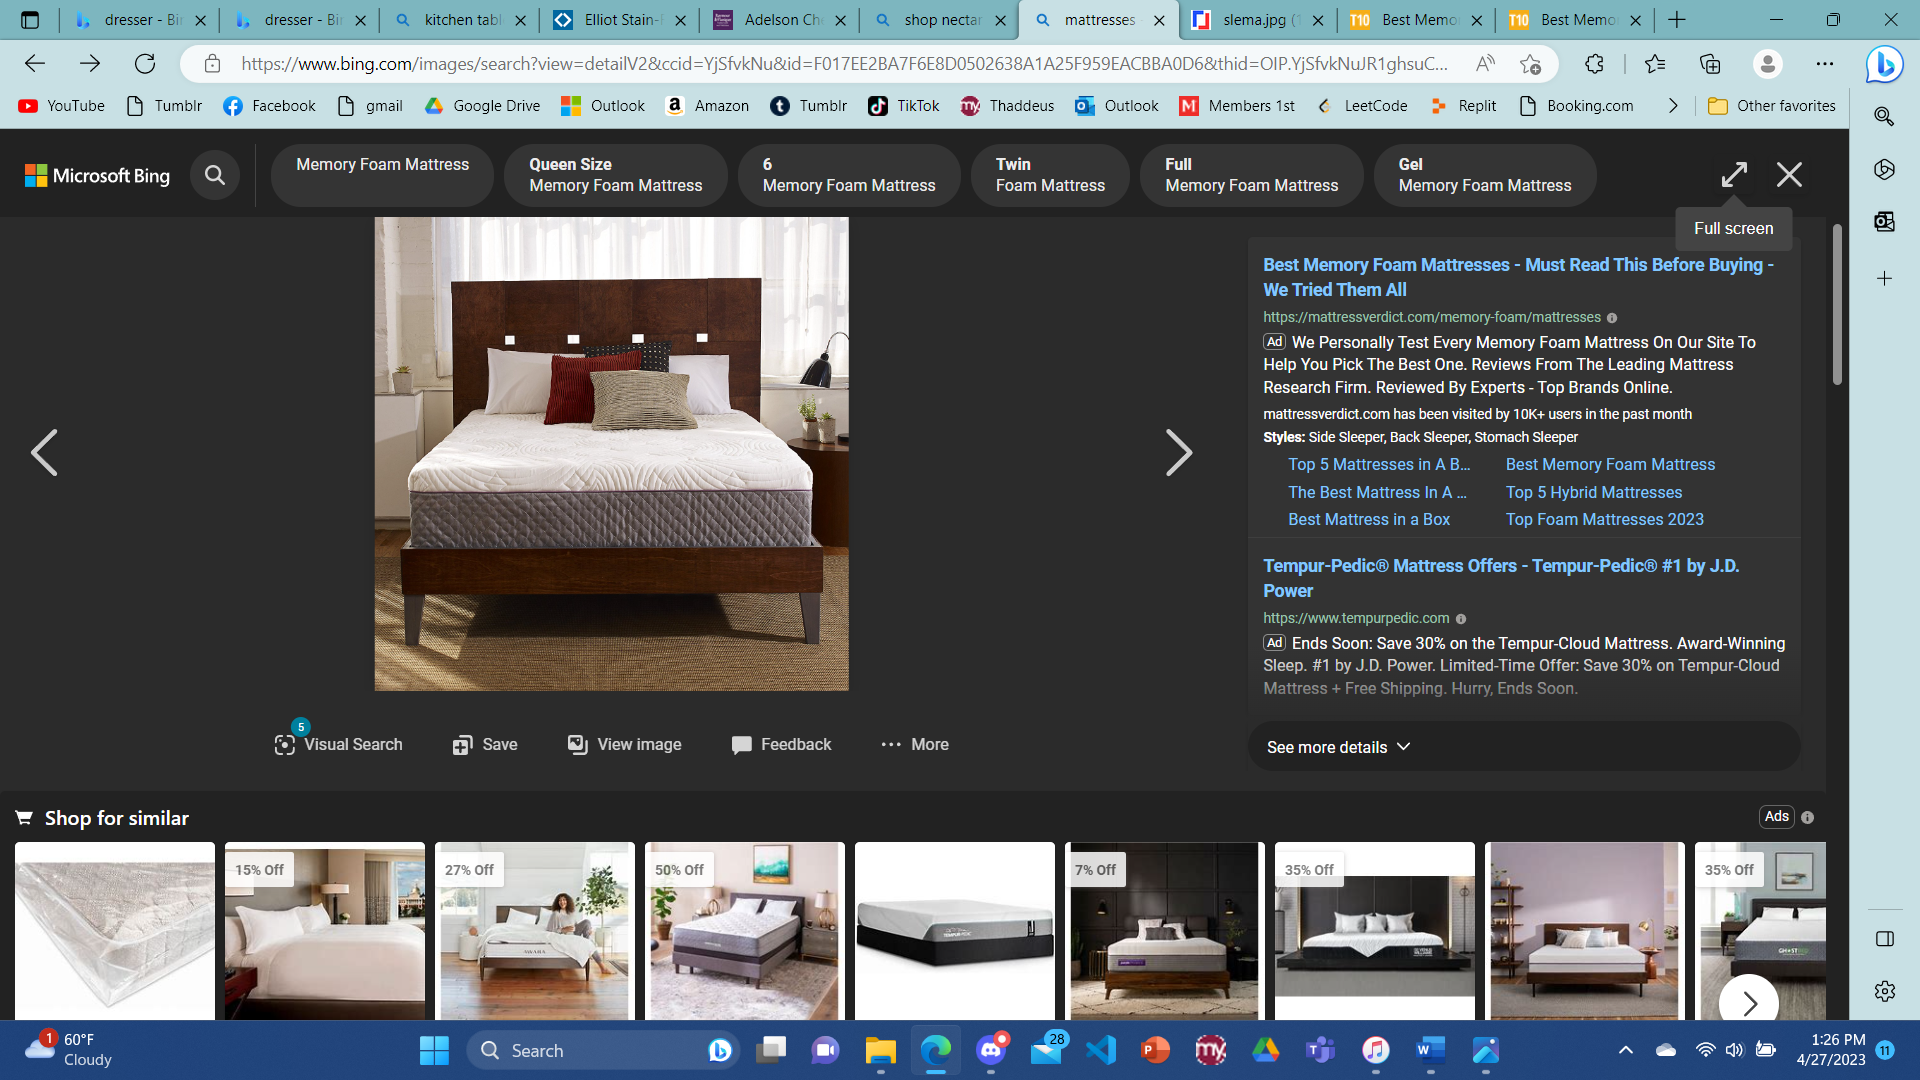 dresser - Bin
dresser - Bin
kitchen table
Elliot Stain-
Adelson Che
shop nectar
mattresses -
slema.jpg (1
Best Memo
Best Memo
https://www.bing.com/images/search?view=detailV2&ccid=YjSfvkNu&id=F017EE2BA7F6E8D0502638A1A25F959EACBBA0D6&thid=OIP.YjSfvkNuJR1ghsuC...
YouTube
Tumblr
Facebook
gmail
Google Drive
Outlook
Amazon
Tumblr
TikTok
Thaddeus
Outlook
Members 1st
LeetCode
Replit
Booking.com
Other favorites
Microsoft Bing
Memory Foam Mattress
Queen Size
Memory Foam Mattress
6
Memory Foam Mattress
Twin
Foam Mattress
Full
Memory Foam Mattress
Gel
Memory Foam Mattress
Full screen
Best Memory Foam Mattresses - Must Read This Before Buying -
We Tried Them All
https://mattressverdict.com/memory-foam/mattresses
Ad We Personally Test Every Memory Foam Mattress On Our Site To
Help You Pick The Best One. Reviews From The Leading Mattress
Research Firm. Reviewed By Experts - Top Brands Online.
mattressverdict.com has been visited by 10K+ users in the past month
Styles: Side Sleeper, Back Sleeper, Stomach Sleeper
Top 5 Mattresses in A B...
Best Memory Foam Mattress
The Best Mattress In A ...
Top 5 Hybrid Mattresses
Best Mattress in a Box
Top Foam Mattresses 2023
Tempur-Pedic® Mattress Offers - Tempur-Pedic® #1 by J.D.
Power
https://www.tempurpedic.com
Ad Ends Soon: Save 30% on the Tempur-Cloud Mattress. Award-Winning
Sleep. #1 by J.D. Power. Limited-Time Offer: Save 30% on Tempur-Cloud
Mattress + Free Shipping. Hurry, Ends Soon.
5
Visual Search
Save
View image
Feedback
More
See more details
Shop for similar
Ads
15% Off
27% Off
50% Off
7% Off
35% Off
35% Off
1
60°F
Cloudy
Search
28
1:26 PM
4/27/2023
11